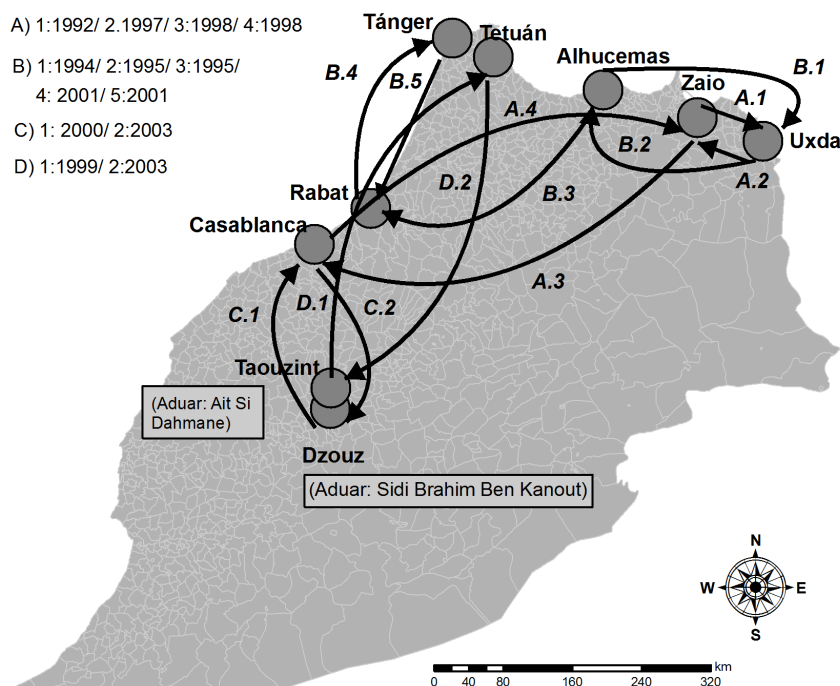 A) 1:1992/ 2.1997/ 3:1998/ 4:1998
B) 1:1994/ 2:1995/ 3:1995/
4: 2001/ 5:2001
C) 1: 2000/ 2:2003
D) 1:1999/ 2:2003
Tánger
Tetuán
Alhucemas
Zaio
Uxda
B.1
B.4
B.5
A.4
A.1
B.2
A.2
D.2
B.3
Rabat
Casablanca
A.3
C.1
D.1
C.2
Taouzint
(Aduar: Ait Si
Dahmane)
Dzouz
(Aduar: Sidi Brahim Ben Kanout)
N
W
E
S
km
0 40 80 160 240 320